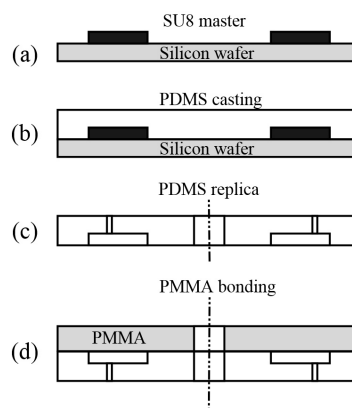 SU8 master
(a)
Silicon wafer
PDMS casting
(b)
Silicon wafer
PDMS replica
(c)
PMMA bonding
PMMA
(d)